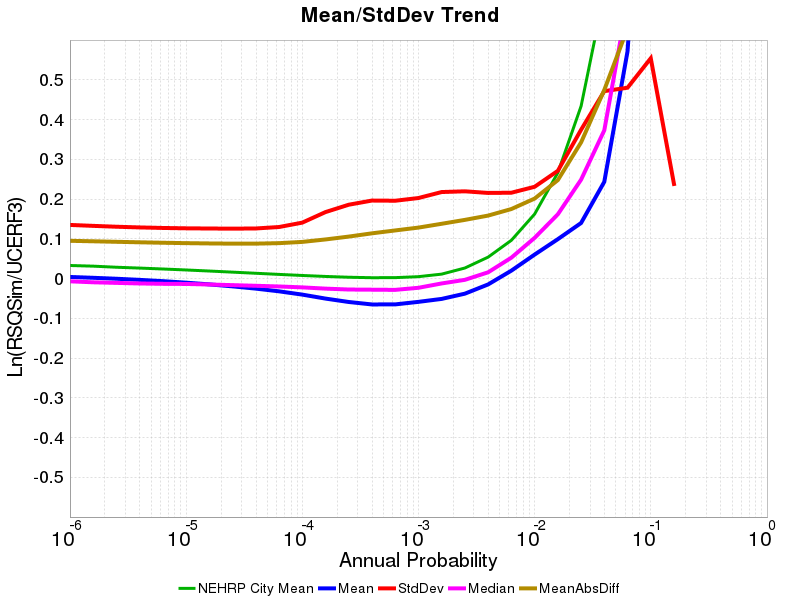 Mean/StdDev Trend
Ln(RSQSim/UCERF3)
0.5
0.4
0.3
0.2
0.1
0
-0.1
-0.2
-0.3
-0.4
-0.5
10^-6 10^-5 10^-4 10^-3 10^-2 10^-1 10^0
Annual Probability
NEHRP City Mean Mean StdDev Median MeanAbsDiff